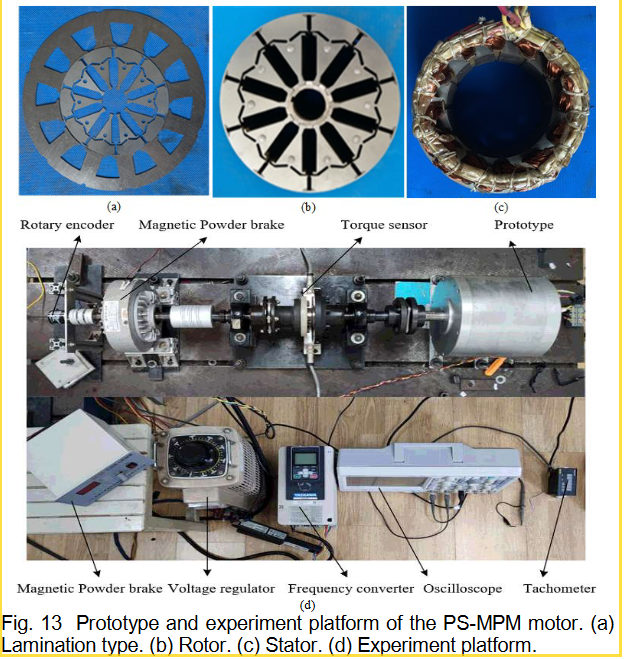 (a)
(b)
(c)
Rotary encoder
Magnetic Powder brake
Torque sensor
Prototype
Magnetic Powder brake
Voltage regulator
Frequency converter
Oscilloscope
Tachometer
(d)
Fig. 13 Prototype and experiment platform of the PS-MPM motor. (a)
Lamination type. (b) Rotor. (c) Stator. (d) Experiment platform.